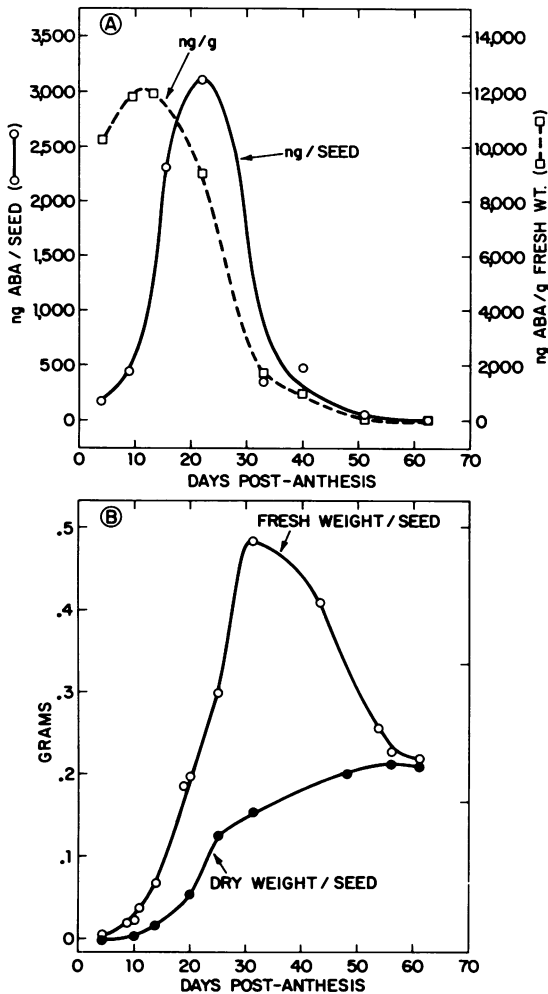 A
3,500
3,000
2,500
2,000
1,500
1,000
500
0
ng ABA/SEED (○—○)
14,000
12,000
10,000
8,000
6,000
4,000
2,000
0
ng ABA/g FRESH WT. (□--□)
ng/g
ng/SEED
0 10 20 30 40 50 60 70
DAYS POST-ANTHESIS
B
.5
.4
.3
.2
.1
0
GRAMS
FRESH WEIGHT/SEED
DRY WEIGHT/SEED
0 10 20 30 40 50 60 70
DAYS POST-ANTHESIS